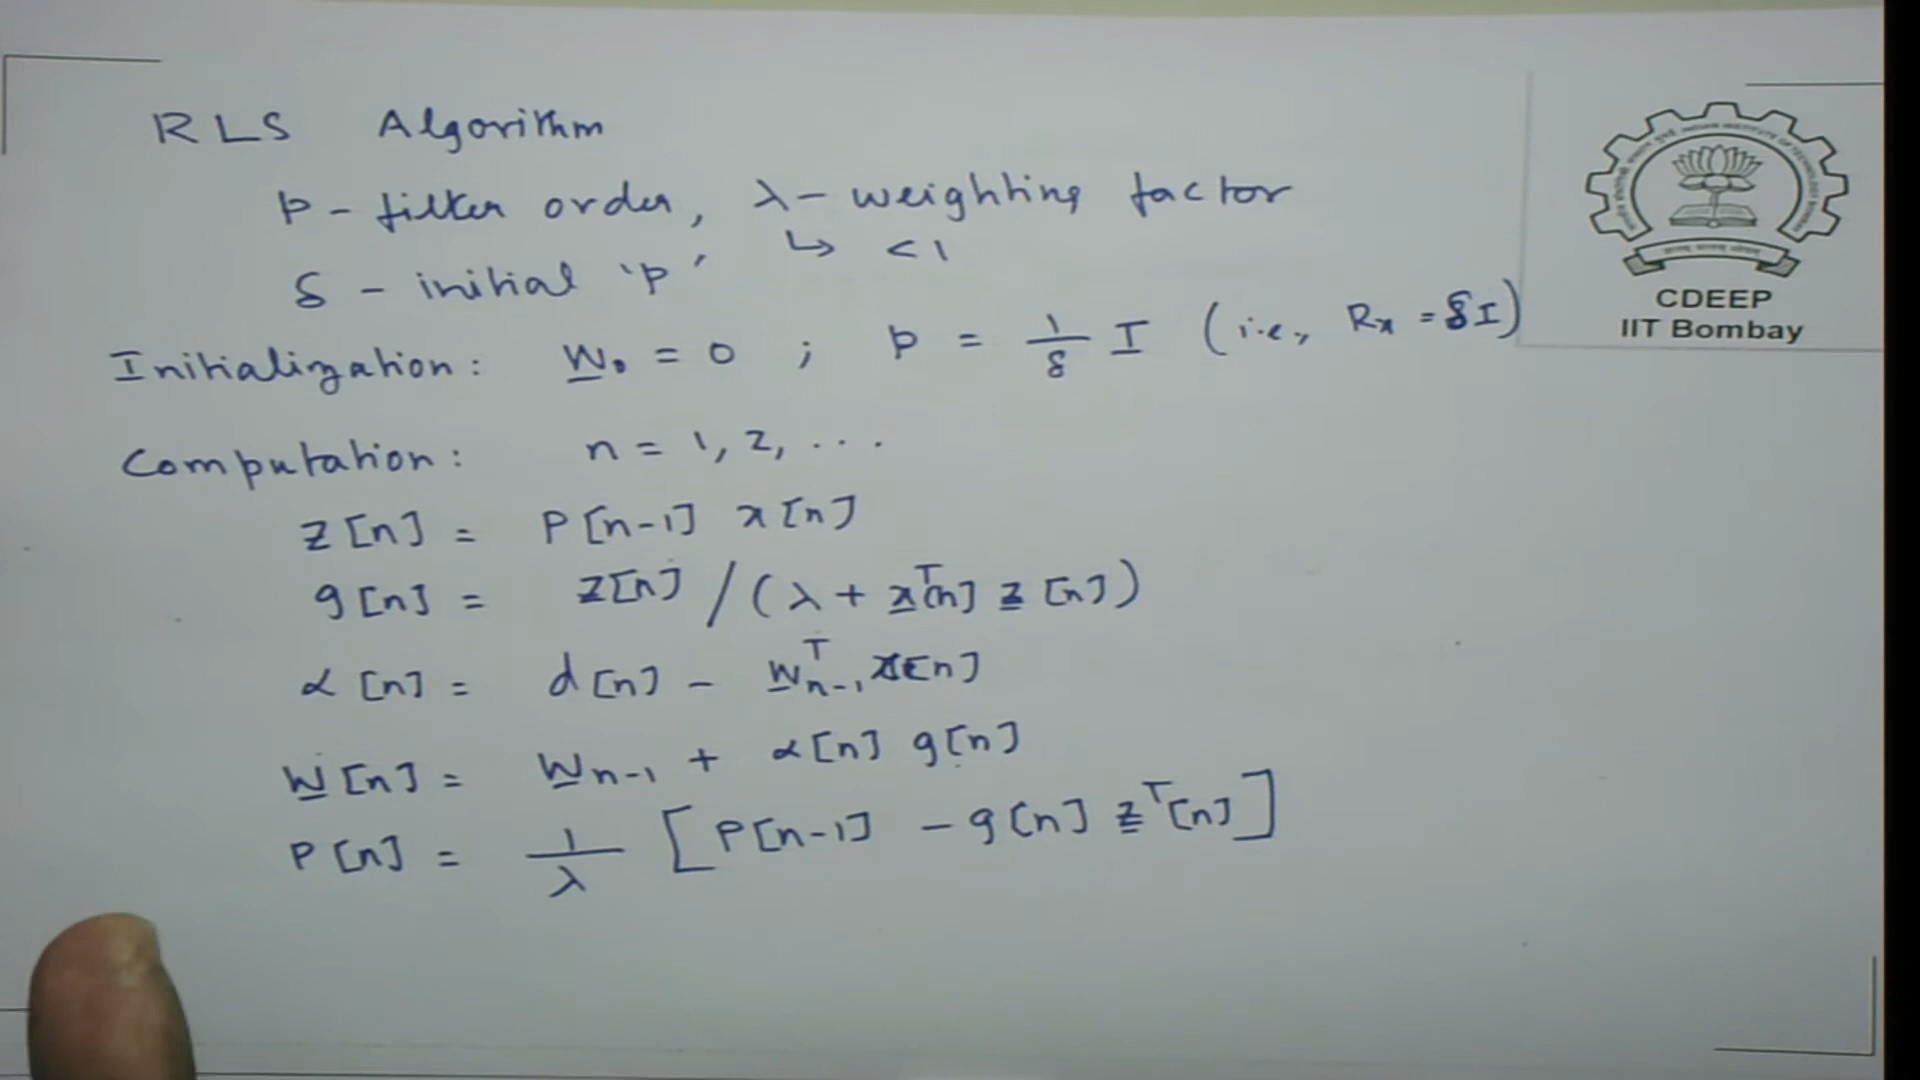 RLS Algorithm
p - filter order, λ - weighting factor
↳ < 1
δ - initial 'p'
Initialization: w₀ = 0 ; p = 1/δ I (i.e., Rx = δI)
Computation: n = 1, 2, ...
z[n] = P[n-1] x[n]
g[n] = z[n] / (λ + xᵀ[n] z[n])
α[n] = d[n] - wᵀₙ₋₁ x[n]
W[n] = Wn-1 + α[n] g[n]
P[n] = 1/λ [P[n-1] - g[n] zᵀ[n]]
CDEEP
IIT Bombay